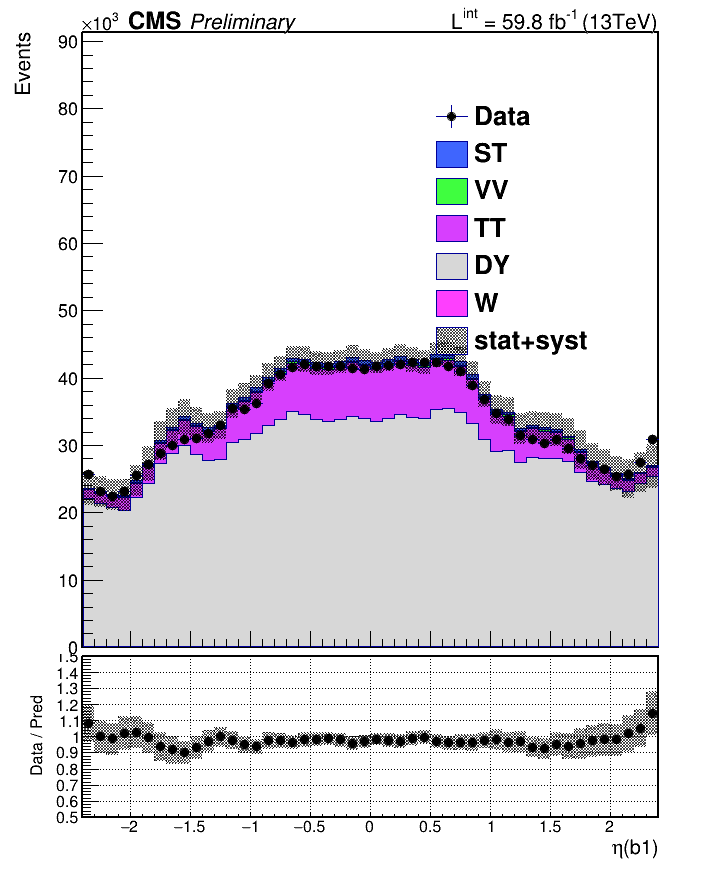 ×10³ CMS Preliminary L^int = 59.8 fb⁻¹ (13TeV)
Events
90
80
70
60
50
40
30
20
10
0
Data
ST
VV
TT
DY
W
stat+syst
Data / Pred
1.5
1.4
1.3
1.2
1.1
1
0.9
0.8
0.7
0.6
0.5
−2 −1.5 −1 −0.5 0 0.5 1 1.5 2
η(b1)